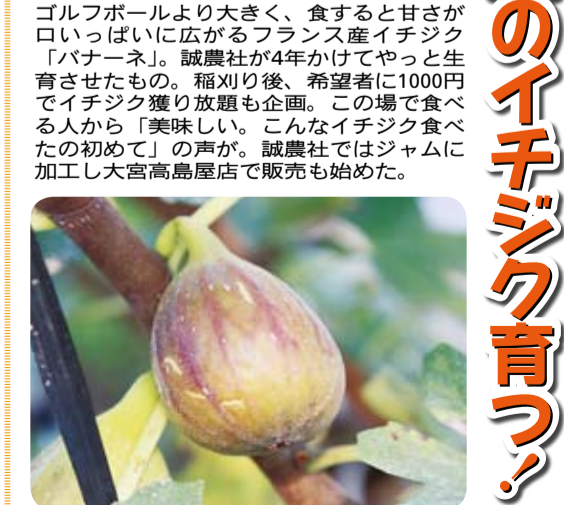 のイチジク育つ!
ゴルフボールより大きく、食すると甘さが
口いっぱいに広がるフランス産イチジク
「バナーネ」。誠農社が4年かけてやっと生
育させたもの。稲刈り後、希望者に1000円
でイチジク獲り放題も企画。この場で食べ
る人から「美味しい。こんなイチジク食べ
たの初めて」の声が。誠農社ではジャムに
加工し大宮高島屋店で販売も始めた。